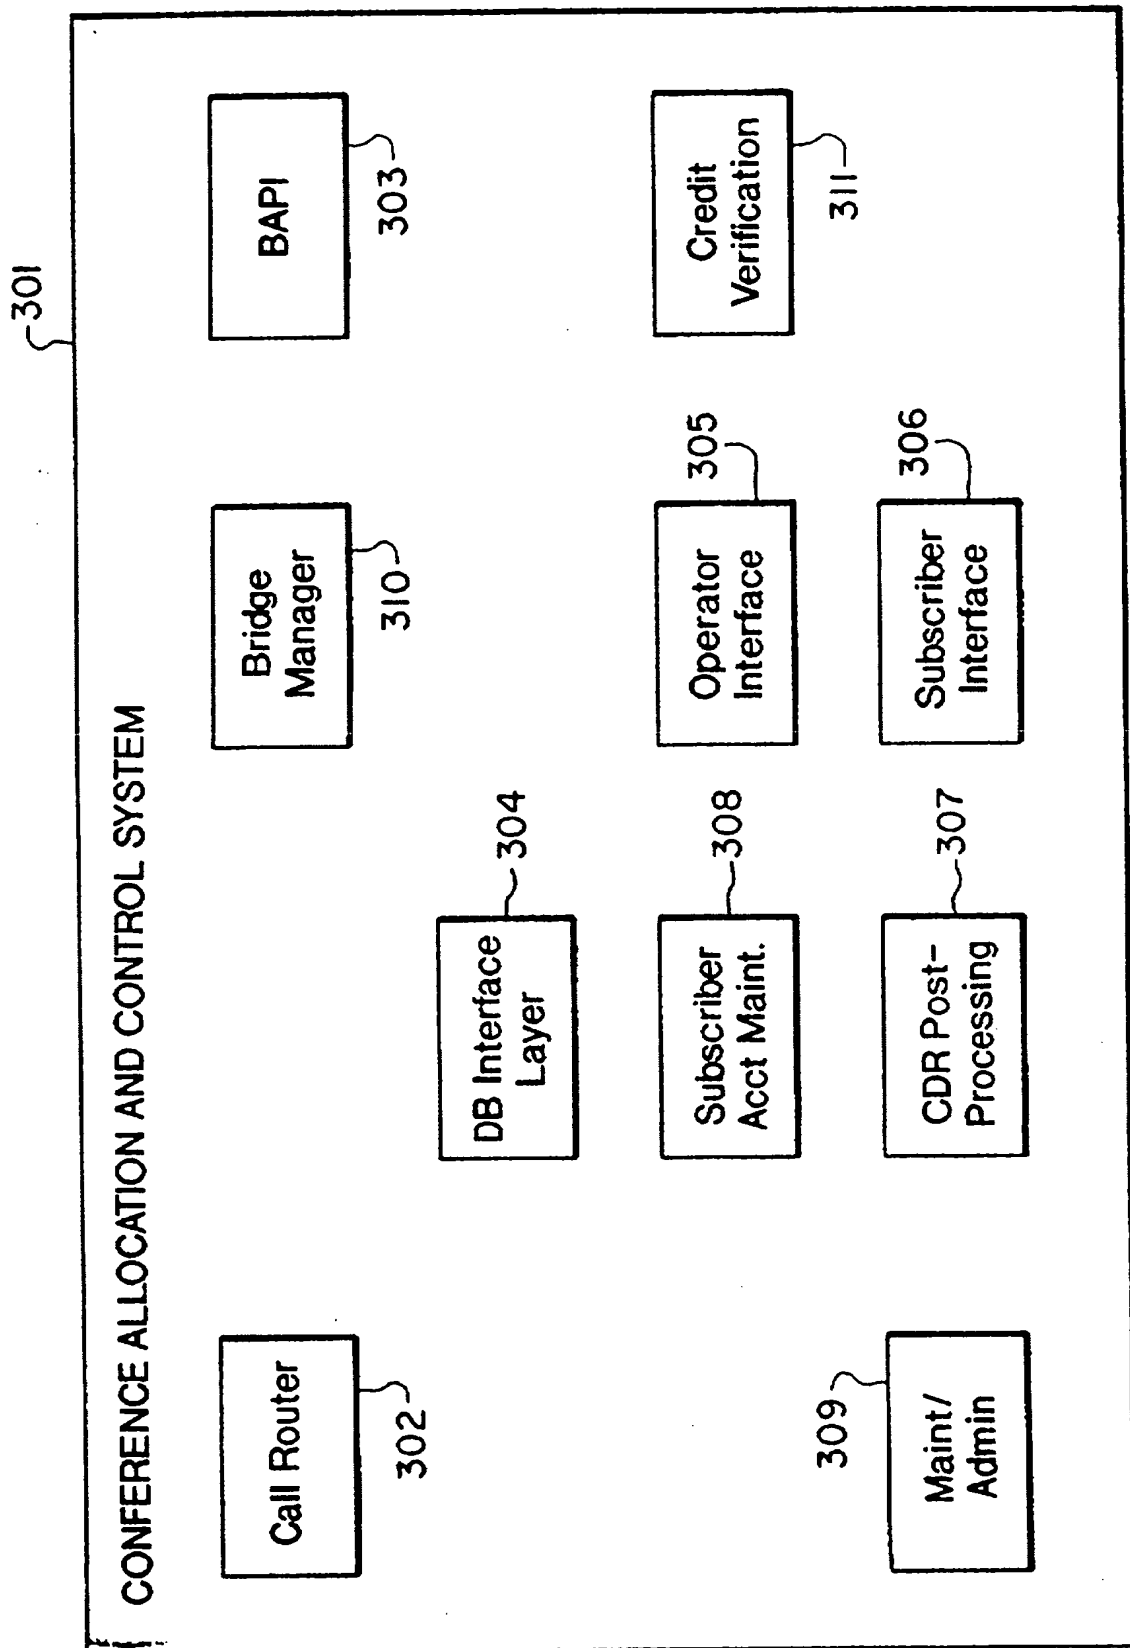 301
CONFERENCE ALLOCATION AND CONTROL SYSTEM
Call Router
302
Bridge
Manager
310
BAPI
303
DB Interface
Layer
304
Subscriber
Acct Maint.
308
Operator
Interface
305
Credit
Verification
311
Maint/
Admin
309
CDR Post-
Processing
307
Subscriber
Interface
306